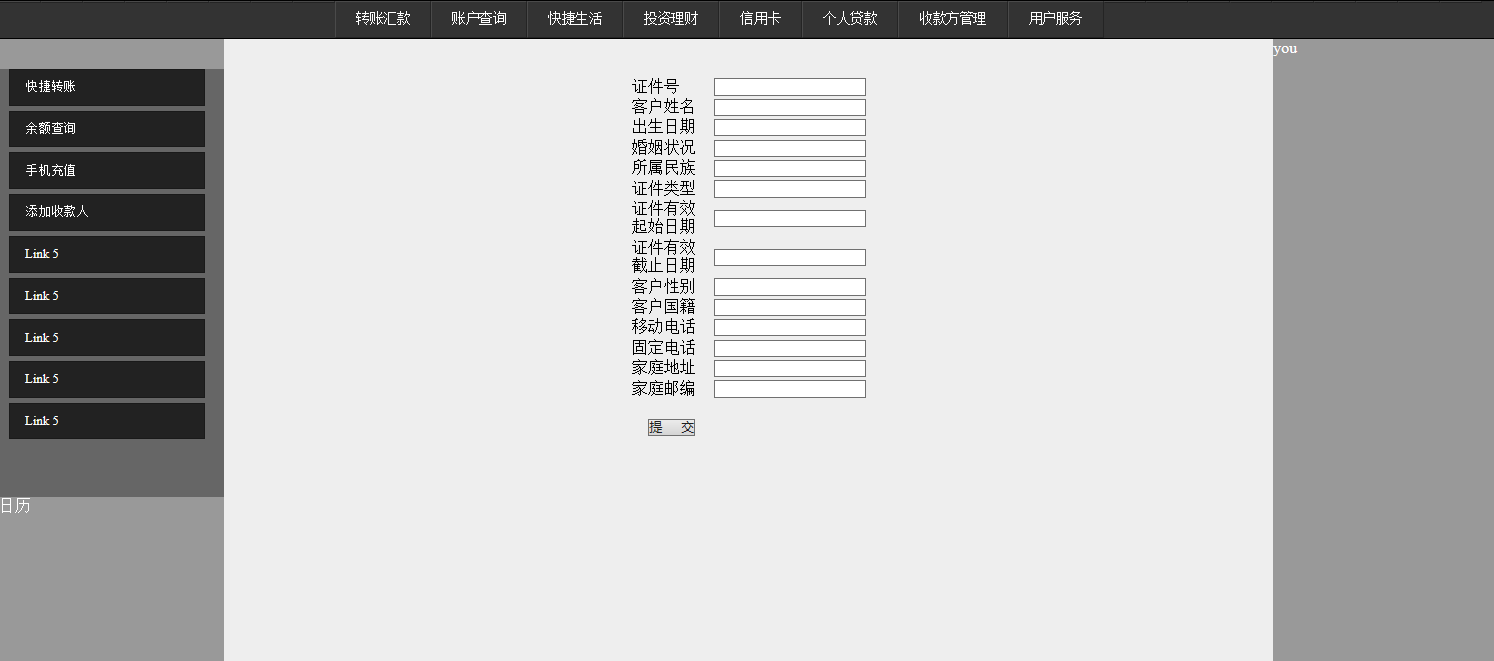 转账汇款 账户查询 快捷生活 投资理财 信用卡 个人贷款 收款方管理 用户服务
快捷转账
余额查询
手机充值
添加收款人
Link 5
Link 5
Link 5
Link 5
Link 5
日历
证件号
客户姓名
出生日期
婚姻状况
所属民族
证件类型
证件有效
起始日期
证件有效
截止日期
客户性别
客户国籍
移动电话
固定电话
家庭地址
家庭邮编
提 交
you